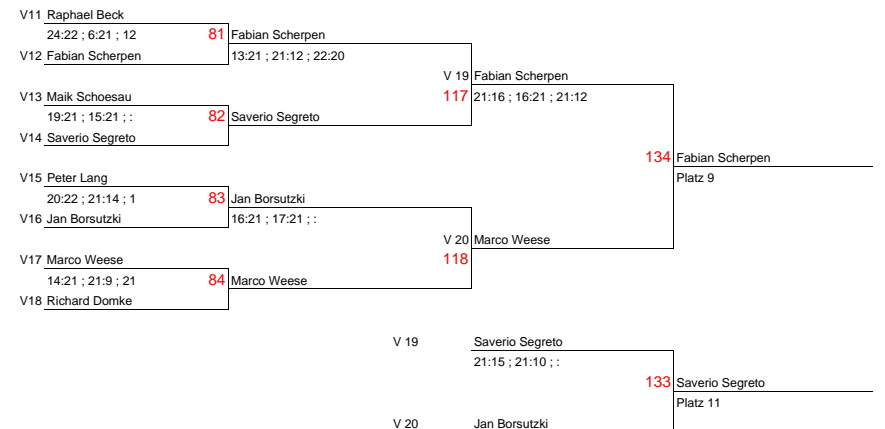 V11 Raphael Beck
24:22 ; 6:21 ; 12 81 Fabian Scherpen
V12 Fabian Scherpen 13:21 ; 21:12 ; 22:20
V 19 Fabian Scherpen
V13 Maik Schoesau 117 21:16 ; 16:21 ; 21:12
19:21 ; 15:21 ; : 82 Saverio Segreto
V14 Saverio Segreto
134 Fabian Scherpen
V15 Peter Lang Platz 9
20:22 ; 21:14 ; 1 83 Jan Borsutzki
V16 Jan Borsutzki 16:21 ; 17:21 ; :
V 20 Marco Weese
V17 Marco Weese 118
14:21 ; 21:9 ; 21 84 Marco Weese
V18 Richard Domke
V 19 Saverio Segreto
21:15 ; 21:10 ; :
133 Saverio Segreto
Platz 11
V 20 Jan Borsutzki